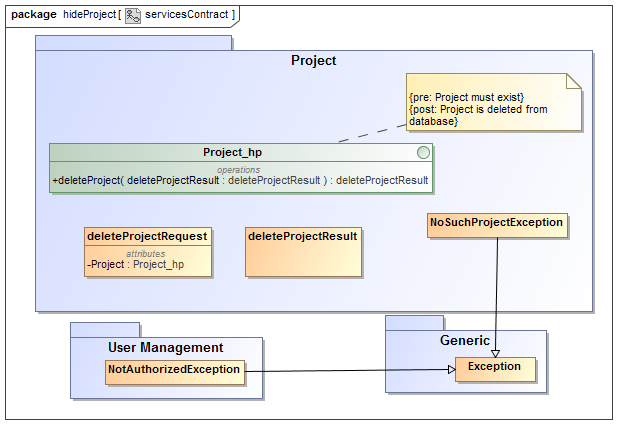 package hideProject [ servicesContract ]
Project
{pre: Project must exist}
{post: Project is deleted from
database}
Project_hp
operations
+deleteProject( deleteProjectResult : deleteProjectResult ) : deleteProjectResult
deleteProjectRequest
attributes
-Project : Project_hp
deleteProjectResult
NoSuchProjectException
User Management
NotAuthorizedException
Generic
Exception